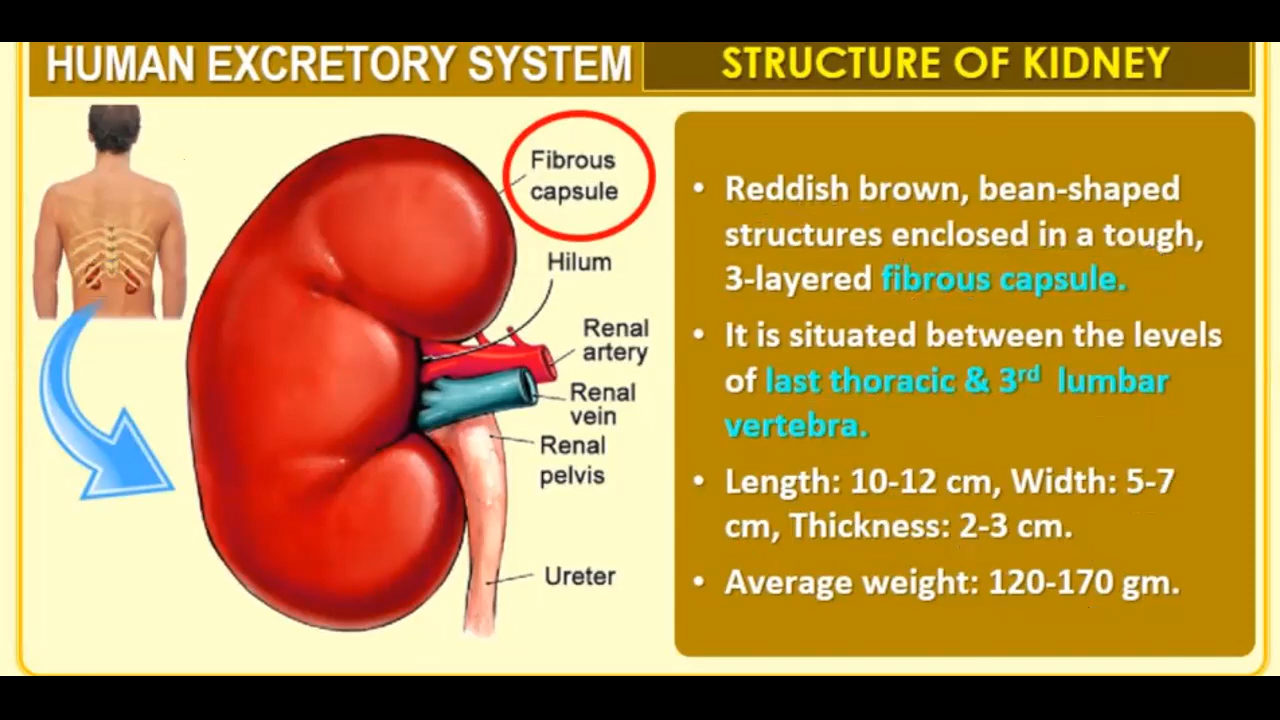 HUMAN EXCRETORY SYSTEM
STRUCTURE OF KIDNEY
Fibrous
capsule
Hilum
Renal
artery
Renal
vein
Renal
pelvis
Ureter
• Reddish brown, bean-shaped
structures enclosed in a tough,
3-layered fibrous capsule.
• It is situated between the levels
of last thoracic & 3rd lumbar
vertebra.
• Length: 10-12 cm, Width: 5-7
cm, Thickness: 2-3 cm.
• Average weight: 120-170 gm.